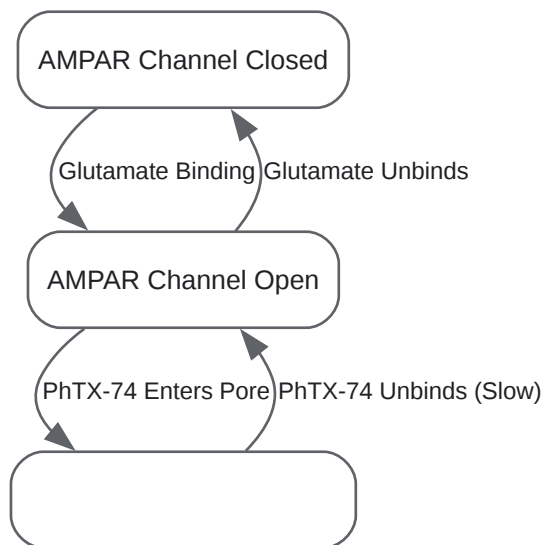 AMPAR Channel Closed
Glutamate Binding
Glutamate Unbinds
AMPAR Channel Open
PhTX-74 Enters Pore
PhTX-74 Unbinds (Slow)